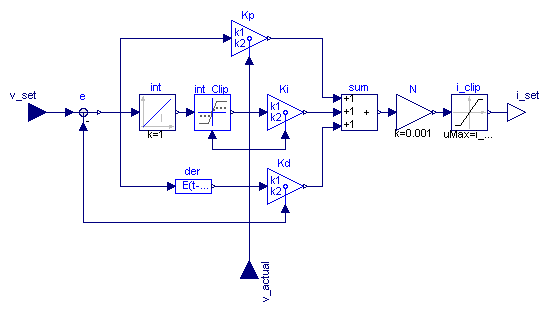 Kp
k1
k2
v_set
e
-
int
k=1
int_Clip
Ki
k1
k2
sum
+1
+1
+1
+
N
k=0.001
i_clip
uMax=i_...
i_set
der
E(t-...
Kd
k1
k2
v_actual